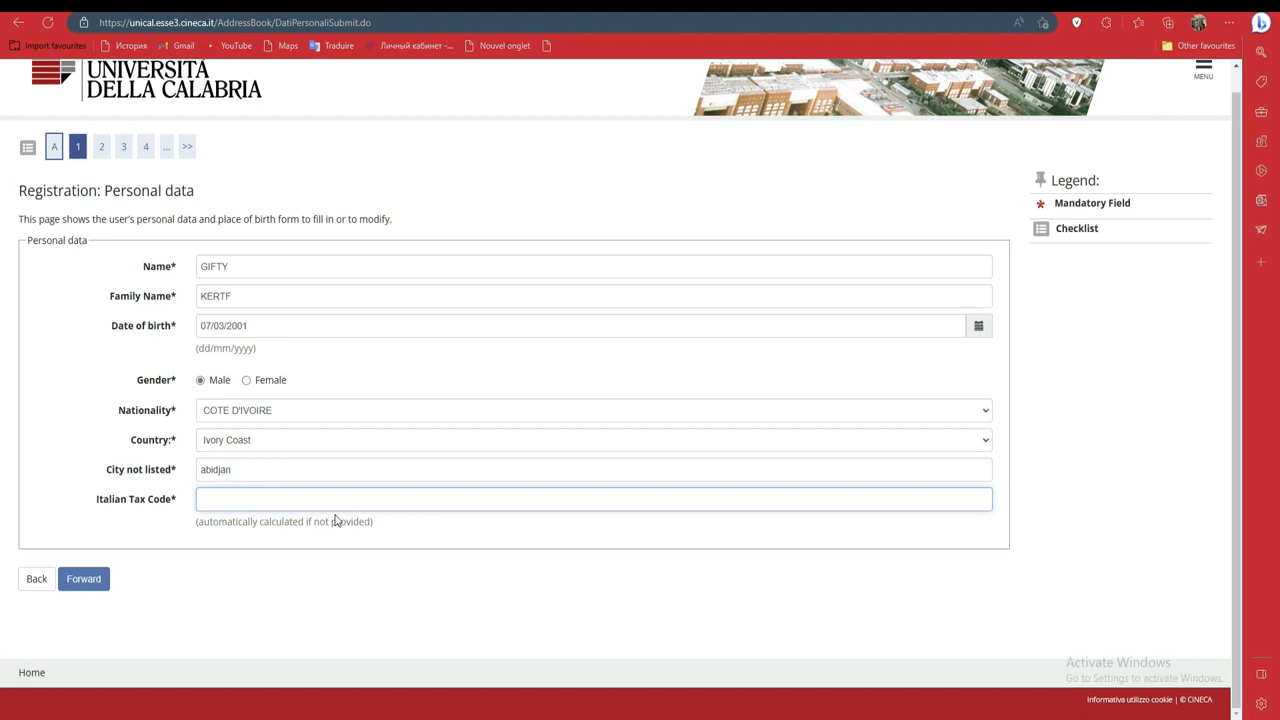 https://unical.esse3.cineca.it/AddressBook/DatiPersonaliSubmit.do
Import favourites История Gmail YouTube Maps Traduire Личный кабинет -... Nouvel onglet Other favourites
UNIVERSITÀ
DELLA CALABRIA
MENU
A 1 2 3 4 ... >>
Registration: Personal data
This page shows the user's personal data and place of birth form to fill in or to modify.
Personal data
Name* GIFTY
Family Name* KERTF
Date of birth* 07/03/2001
(dd/mm/yyyy)
Gender* Male Female
Nationality* COTE D'IVOIRE
Country:* Ivory Coast
City not listed* abidjan
Italian Tax Code*
(automatically calculated if not provided)
Back Forward
Legend:
* Mandatory Field
Checklist
Home
Activate Windows
Go to Settings to activate Windows.
Informativa utilizzo cookie | © CINECA